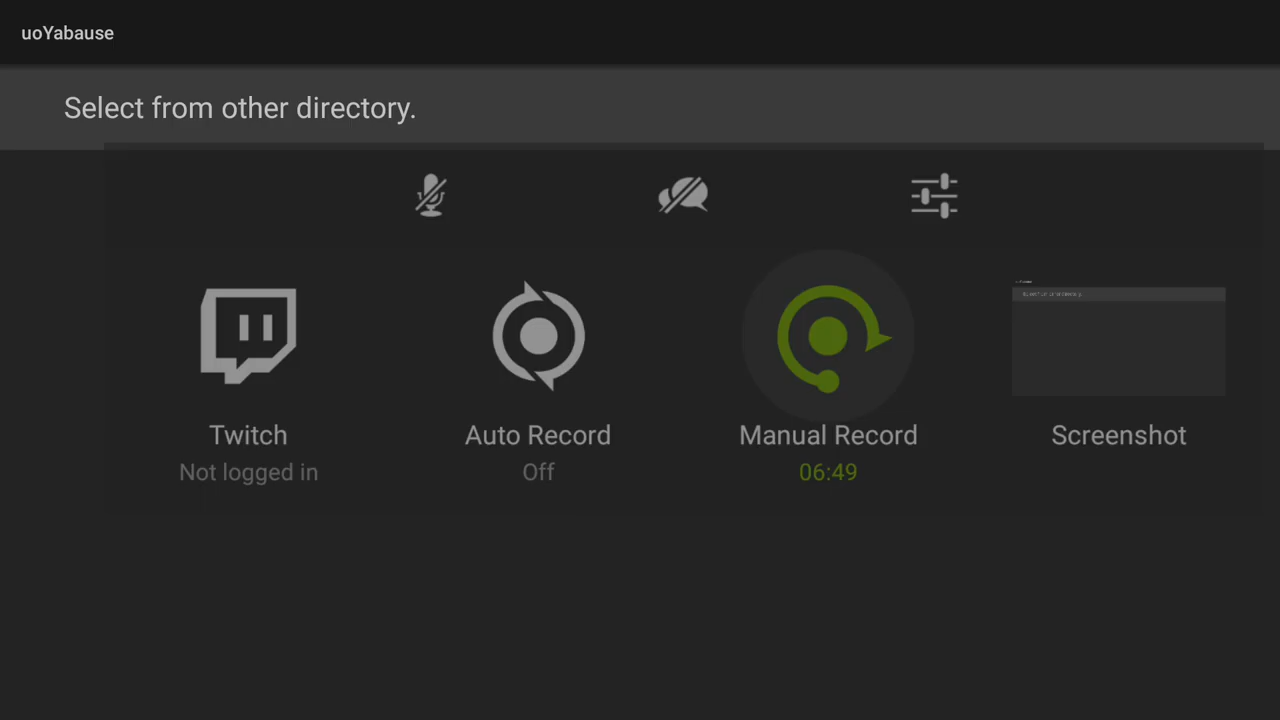 uoYabause
Select from other directory.
Twitch
Auto Record
Manual Record
Screenshot
Not logged in
Off
06:49